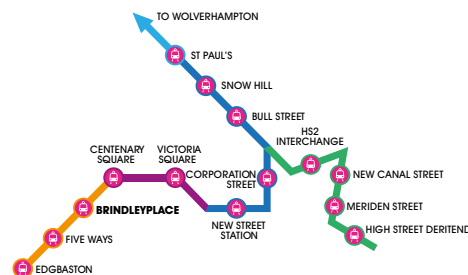 TO WOLVERHAMPTON
ST PAUL'S
SNOW HILL
BULL STREET
HS2
INTERCHANGE
CENTENARY
SQUARE
VICTORIA
SQUARE
CORPORATION
STREET
NEW CANAL STREET
BRINDLEYPLACE
MERIDEN STREET
NEW STREET
STATION
HIGH STREET DERITEND
FIVE WAYS
EDGBASTON